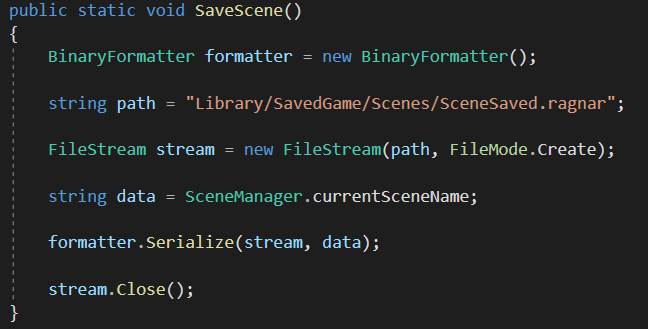 public static void SaveScene()
{
BinaryFormatter formatter = new BinaryFormatter();
string path = "Library/SavedGame/Scenes/SceneSaved.ragnar";
FileStream stream = new FileStream(path, FileMode.Create);
string data = SceneManager.currentSceneName;
formatter.Serialize(stream, data);
stream.Close();
}